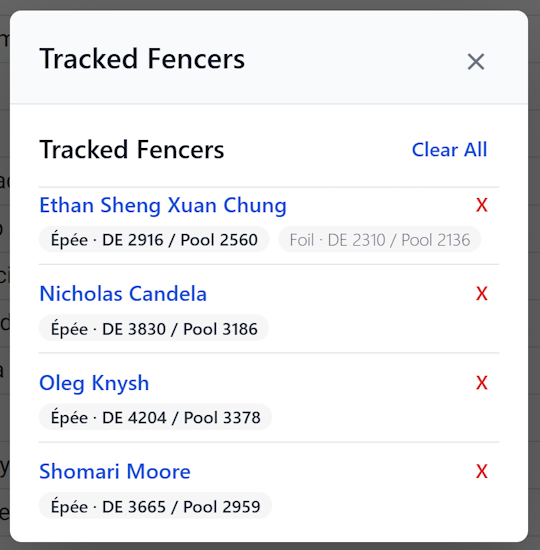 Tracked Fencers ×
Tracked Fencers Clear All
Ethan Sheng Xuan Chung X
Épée · DE 2916 / Pool 2560 Foil · DE 2310 / Pool 2136
Nicholas Candela X
Épée · DE 3830 / Pool 3186
Oleg Knysh X
Épée · DE 4204 / Pool 3378
Shomari Moore X
Épée · DE 3665 / Pool 2959